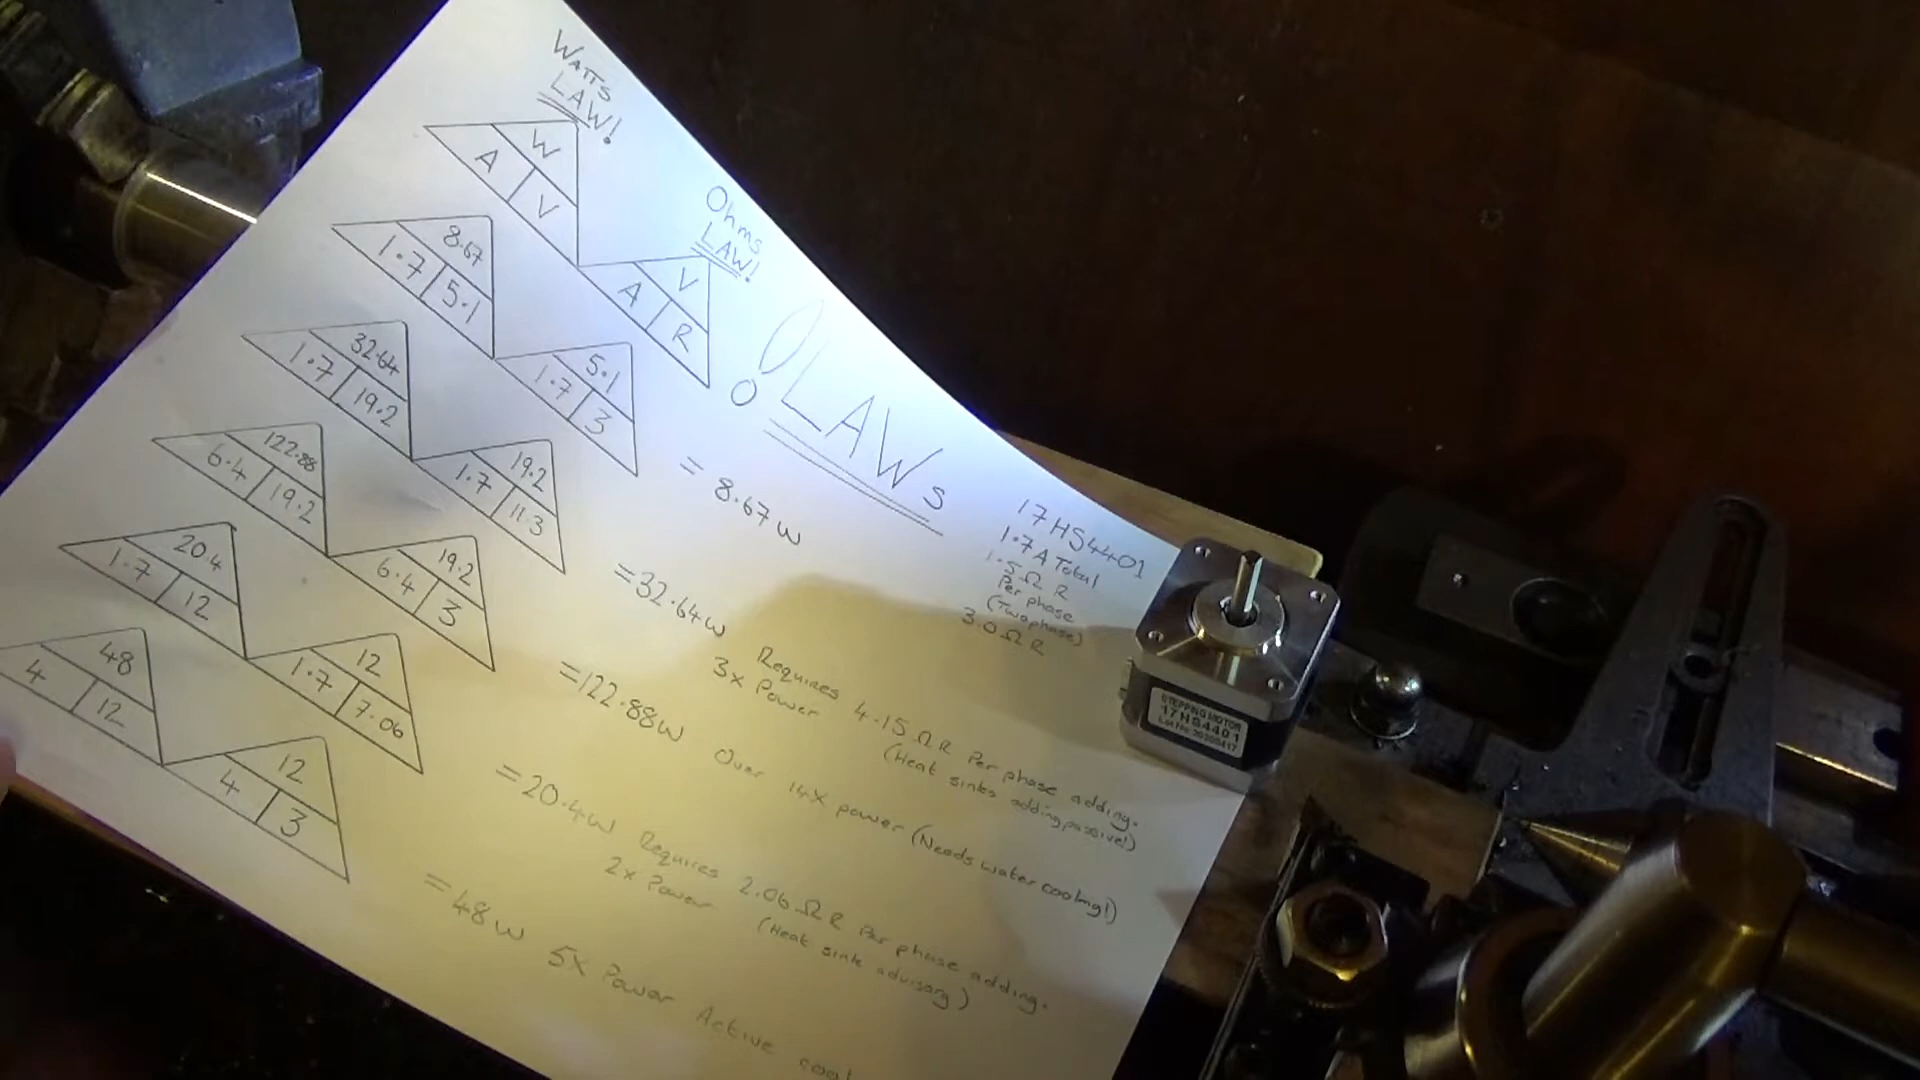 WATTS
LAW!
W
A V
Ohms
LAW!
V
A R
! LAWs
8.67
1.7 5.1
5.1
1.7 3
= 8.67w
32.64
1.7 19.2
19.2
1.7 11.3
= 32.64w Requires 4.15ΩR Per phase adding.
3x Power (Heat sinks adding passive!)
122.88
6.4 19.2
19.2
6.4 3
= 122.88w Over 14x power (Needs water cooling!)
20.4
1.7 12
12
1.7 7.06
= 20.4w Requires 2.06ΩR Per phase adding.
2x Power (Heat sink advisory)
48
4 12
12
4 3
= 48w 5x Power Active
17HS4401
1.7A Total
1.5Ω R
Per phase
(Two phase)
3.0Ω R
STEPPING MOTOR
17HS4401